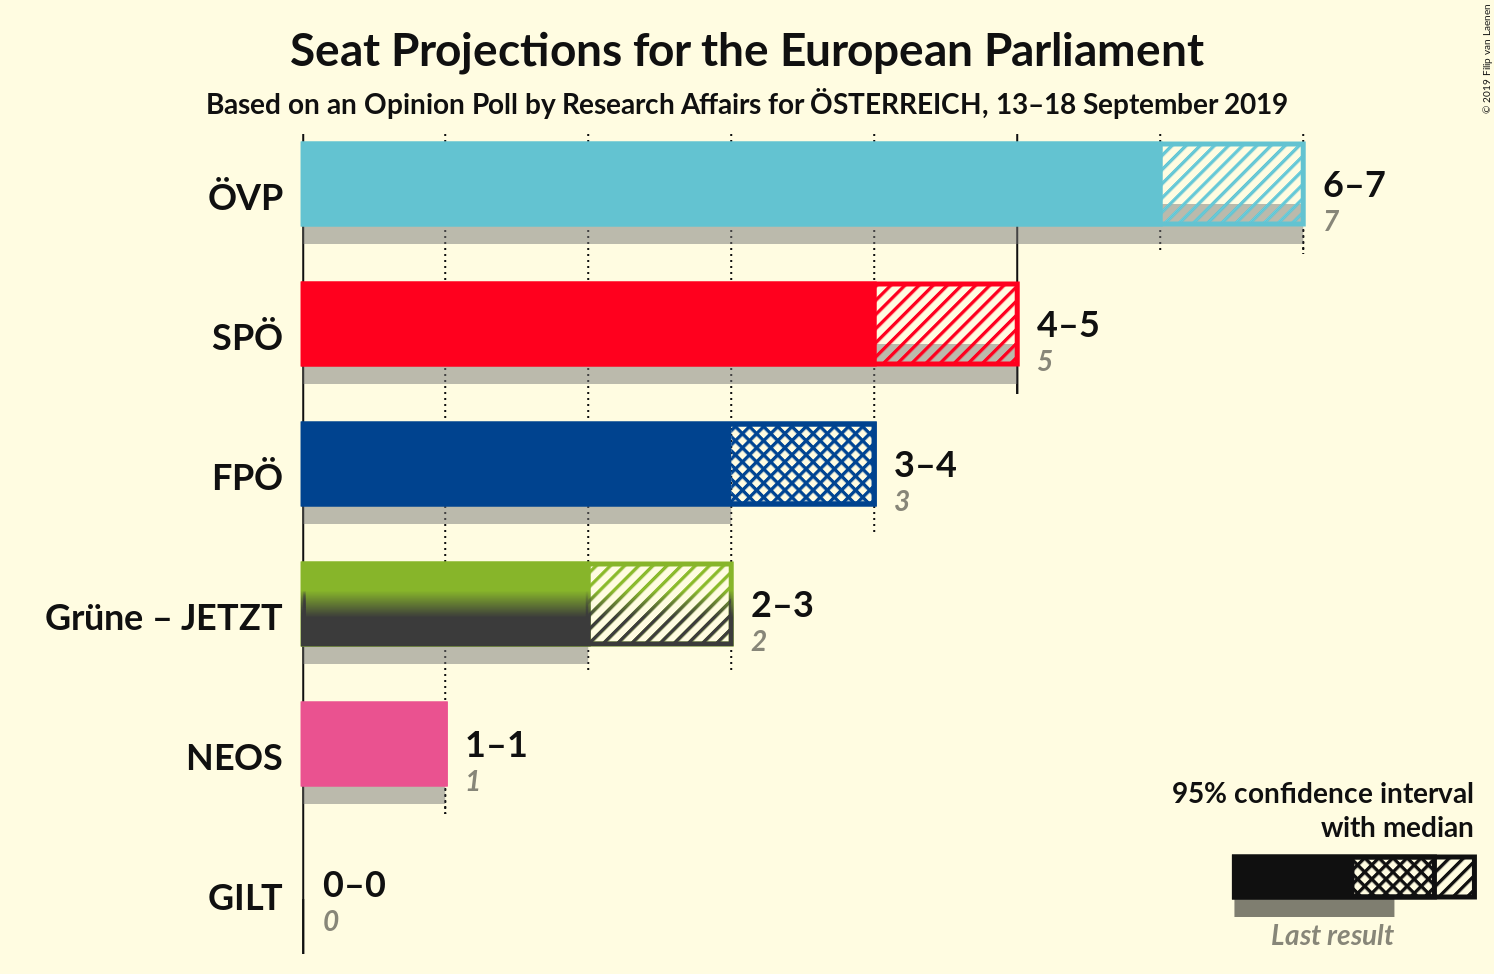 Seat Projections for the European Parliament
Based on an Opinion Poll by Research Affairs for ÖSTERREICH, 13–18 September 2019
© 2019 Filip van Laenen
ÖVP
6–7
7
SPÖ
4–5
5
FPÖ
3–4
3
Grüne – JETZT
2–3
2
NEOS
1–1
1
GILT
0–0
0
95% confidence interval
with median
Last result